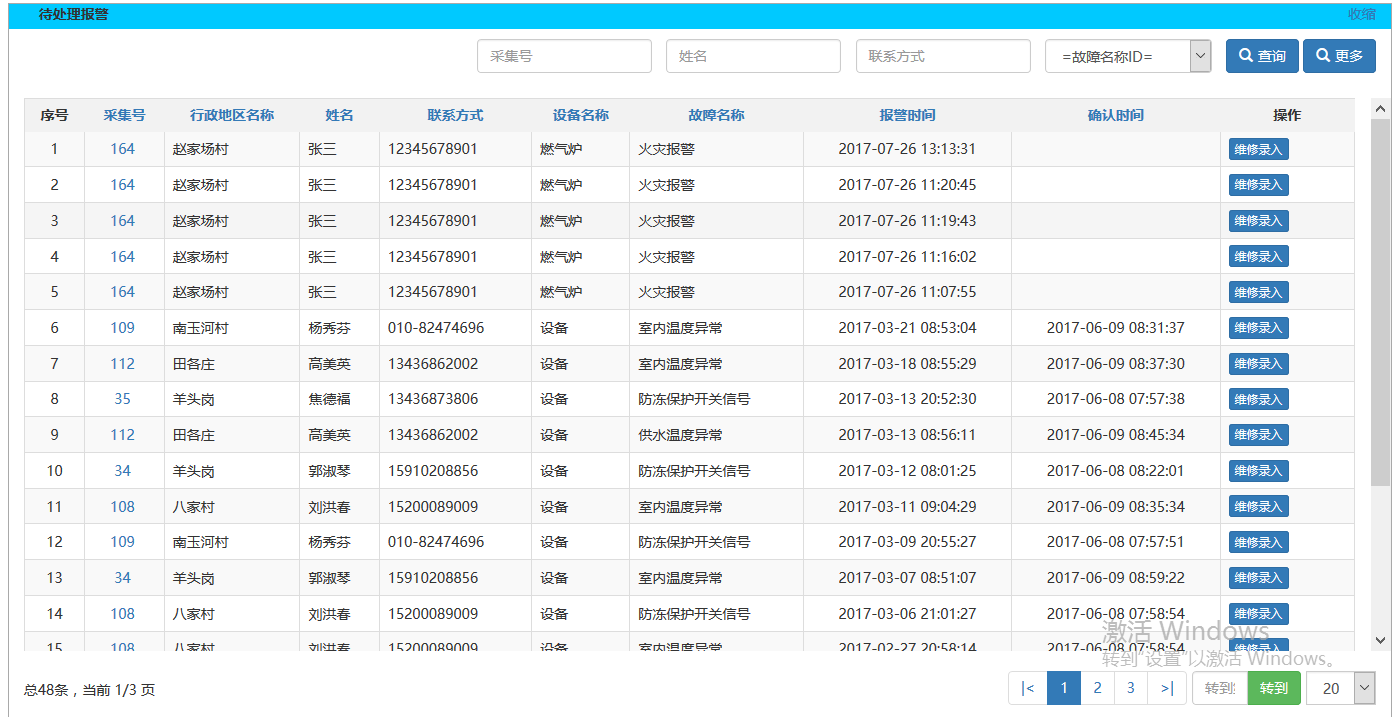 待处理报警 收缩
采集号 姓名 联系方式 =故障名称ID= 查询 更多
序号 采集号 行政地区名称 姓名 联系方式 设备名称 故障名称 报警时间 确认时间 操作
1 164 赵家场村 张三 12345678901 燃气炉 火灾报警 2017-07-26 13:13:31 维修录入
2 164 赵家场村 张三 12345678901 燃气炉 火灾报警 2017-07-26 11:20:45 维修录入
3 164 赵家场村 张三 12345678901 燃气炉 火灾报警 2017-07-26 11:19:43 维修录入
4 164 赵家场村 张三 12345678901 燃气炉 火灾报警 2017-07-26 11:16:02 维修录入
5 164 赵家场村 张三 12345678901 燃气炉 火灾报警 2017-07-26 11:07:55 维修录入
6 109 南玉河村 杨秀芬 010-82474696 设备 室内温度异常 2017-03-21 08:53:04 2017-06-09 08:31:37 维修录入
7 112 田各庄 高美英 13436862002 设备 室内温度异常 2017-03-18 08:55:29 2017-06-09 08:37:30 维修录入
8 35 羊头岗 焦德福 13436873806 设备 防冻保护开关信号 2017-03-13 20:52:30 2017-06-08 07:57:38 维修录入
9 112 田各庄 高美英 13436862002 设备 供水温度异常 2017-03-13 08:56:11 2017-06-09 08:45:34 维修录入
10 34 羊头岗 郭淑琴 15910208856 设备 防冻保护开关信号 2017-03-12 08:01:25 2017-06-08 08:22:01 维修录入
11 108 八家村 刘洪春 15200089009 设备 室内温度异常 2017-03-11 09:04:29 2017-06-09 08:35:34 维修录入
12 109 南玉河村 杨秀芬 010-82474696 设备 防冻保护开关信号 2017-03-09 20:55:27 2017-06-08 07:57:51 维修录入
13 34 羊头岗 郭淑琴 15910208856 设备 室内温度异常 2017-03-07 08:51:07 2017-06-09 08:59:22 维修录入
14 108 八家村 刘洪春 15200089009 设备 防冻保护开关信号 2017-03-06 21:01:27 2017-06-08 07:58:54 维修录入
15 108 八家村 刘洪春 15200089009 设备 室内温度异常 2017-02-27 20:58:14 2017-06-08 07:58:54 维修录入
激活 Windows
转到“设置”以激活 Windows。
总48条，当前 1/3 页 |< 1 2 3 >| 转到 转到 20